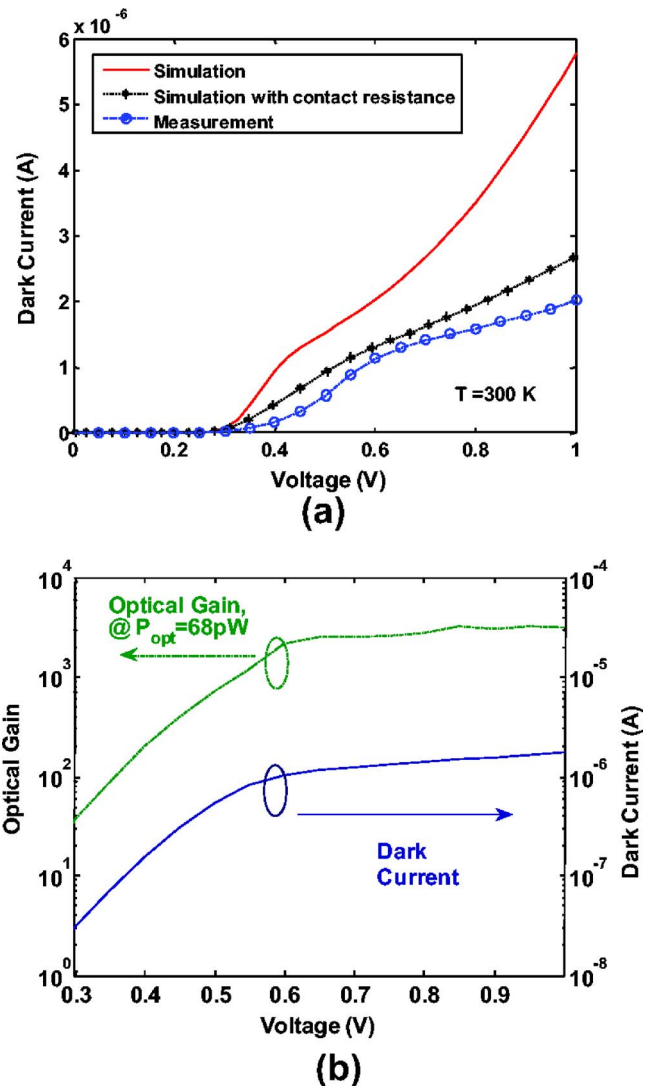 x 10^-6
6
5
4
3
2
1
0
Dark Current (A)
Simulation
Simulation with contact resistance
Measurement
T =300 K
0 0.2 0.4 0.6 0.8 1
Voltage (V)
(a)
10^4
10^3
10^2
10^1
10^0
Optical Gain
Optical Gain,
@ P_opt=68pW
Dark
Current
10^-4
10^-5
10^-6
10^-7
10^-8
Dark Current (A)
0.3 0.4 0.5 0.6 0.7 0.8 0.9
Voltage (V)
(b)